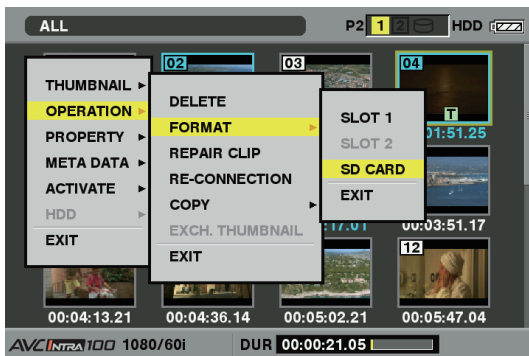 ALL P2 1 2 HDD
02 03 04
THUMBNAIL
OPERATION
PROPERTY
META DATA
ACTIVATE
HDD
EXIT
DELETE
FORMAT
REPAIR CLIP
RE-CONNECTION
COPY
EXCH. THUMBNAIL
EXIT
SLOT 1
SLOT 2
SD CARD
EXIT
T
01:51.25
:17.01 00:03:51.17
12
00:04:13.21 00:04:36.14 00:05:02.21 00:05:47.04
AVC INTRA 100 1080/60i DUR 00:00:21.05